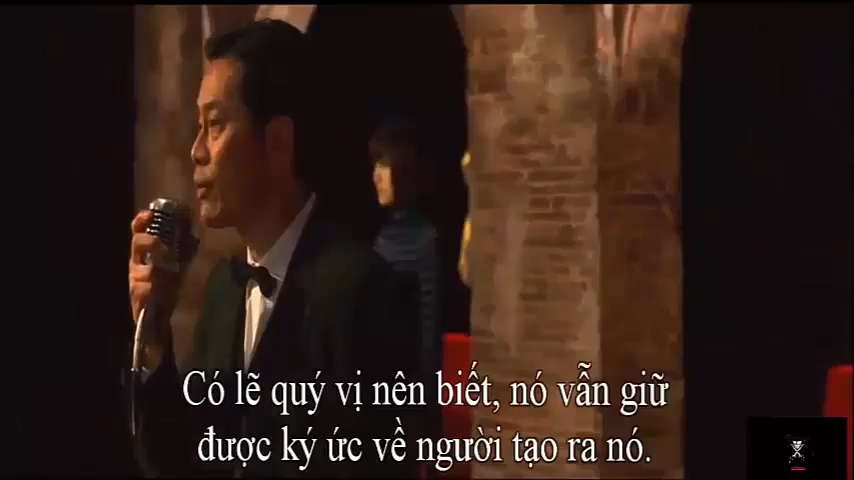 Có lẽ quý vị nên biết, nó vẫn giữ
được ký ức về người tạo ra nó.